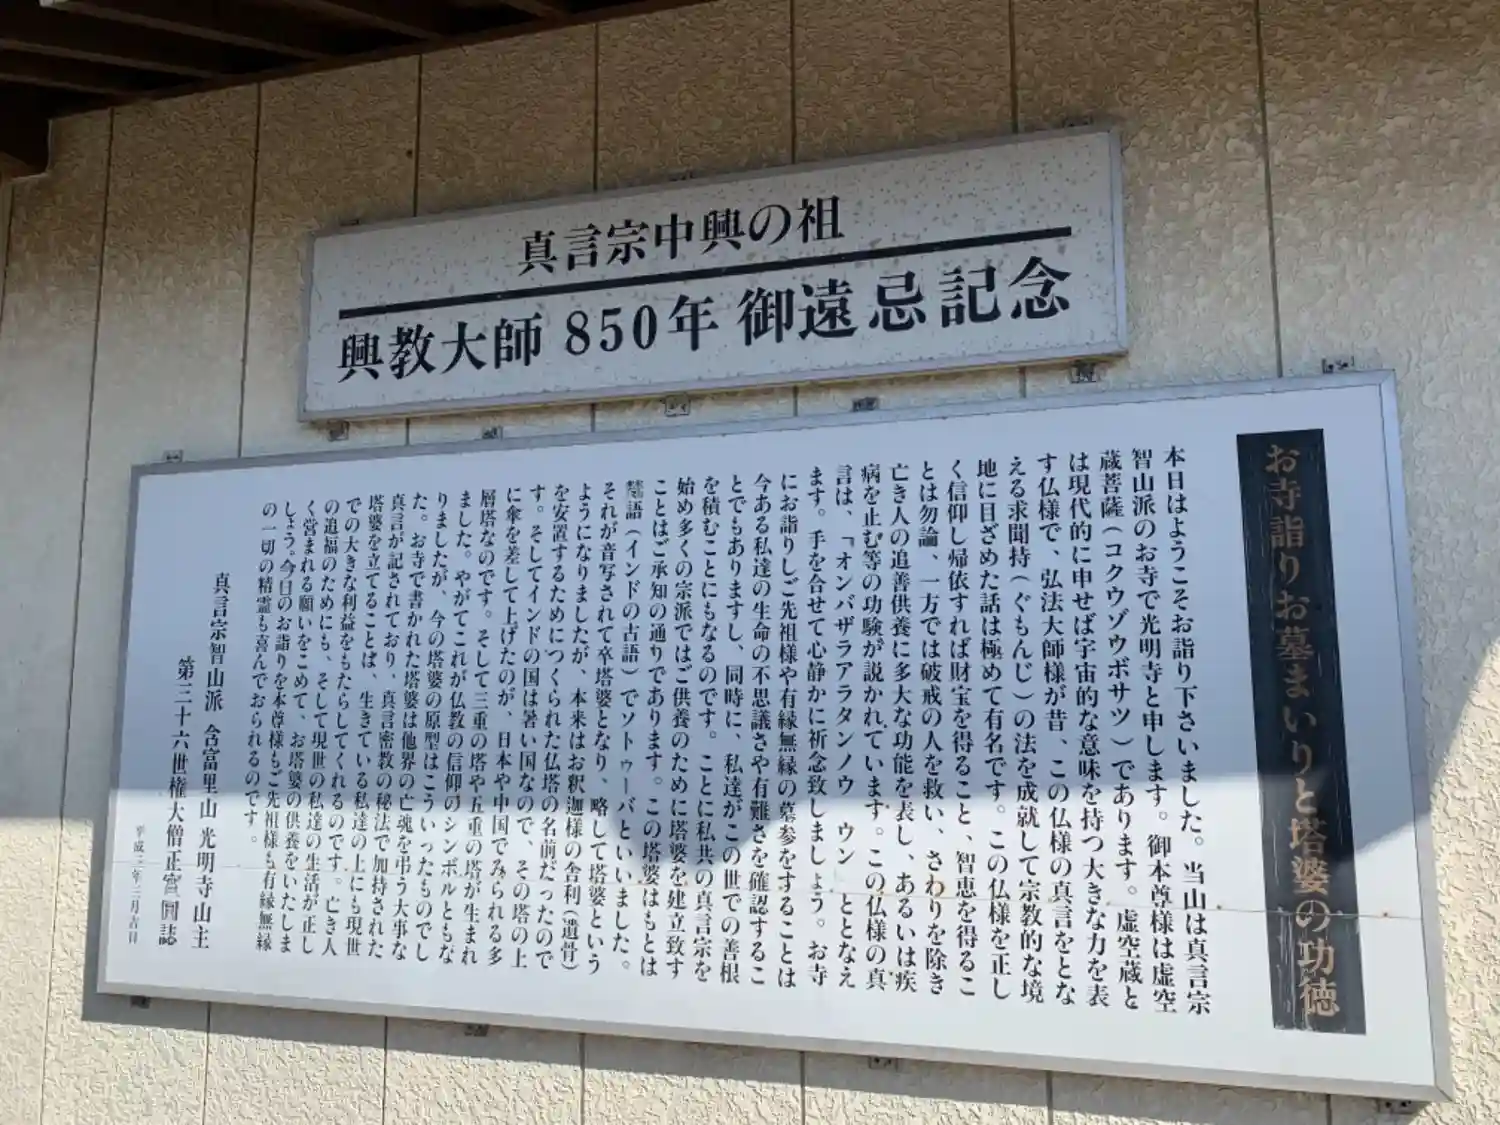 真言宗中興の祖
興教大師 850年 御遠忌記念
お寺詣りお墓まいりと塔婆の功徳
本日はようこそお詣り下さいました。当山は真言宗
智山派のお寺で光明寺と申します。御本尊様は虚空
蔵菩薩(コクウゾウボサツ)であります。虚空蔵と
は現代的に申せば宇宙的な意味を持つ大きな力を表
す仏様で、弘法大師様が昔、この仏様の真言をとな
える求聞持(ぐもんじ)の法を成就して宗教的な境
地に目ざめた話は極めて有名です。この仏様を正し
く信仰し帰依すれば財宝を得ること、智恵を得るこ
とは勿論、一方では破戒の人を救い、さわりを除き
亡き人の追善供養に多大な功能を表し、あるいは疾
病を止む等の功験が説かれています。この仏様の真
言は、「オンバザラアラタンノウ ウン」ととなえ
ます。手を合せて心静かに祈念致しましょう。お寺
にお詣りしご先祖様や有縁無縁の墓参をすることは
今ある私達の生命の不思議さや有難さを確認するこ
とでもありますし、同時に、私達がこの世での善根
を積むことにもなるのです。ことに私共の真言宗を
始め多くの宗派ではご供養のために塔婆を建立致す
ことはご承知の通りであります。この塔婆はもとは
梵語(インドの古語)でソトゥーバといいました。
それが音写されて卒塔婆となり、略して塔婆という
ようになりましたが、本来はお釈迦様の舎利(遺骨)
を安置するためにつくられた仏塔の名前だったので
す。そしてインドの国は暑い国なので、その塔の上
に傘を差して上げたのが、日本や中国でみられる多
層塔なのです。そして三重の塔や五重の塔が生まれ
ました。やがてこれが仏教の信仰のシンボルともな
りましたが、今の塔婆の原型はこういったものでし
た。お寺で書かれた塔婆は他界の亡魂を弔う大事な
真言が記されており、真言密教の秘法で加持された
塔婆を立てることは、生きている私達の上にも現世
での大きな利益をもたらしてくれるのです。亡き人
の追福のためにも、そして現世の私達の生活が正し
く営まれる願いをこめて、お塔婆の供養をいたしま
しょう。今日のお詣りを本尊様もご先祖様も有縁無縁
の一切の精霊も喜んでおられるのです。
真言宗智山派 含富里山 光明寺山主
第三十六世権大僧正宮圓誌
平成二年三月吉日